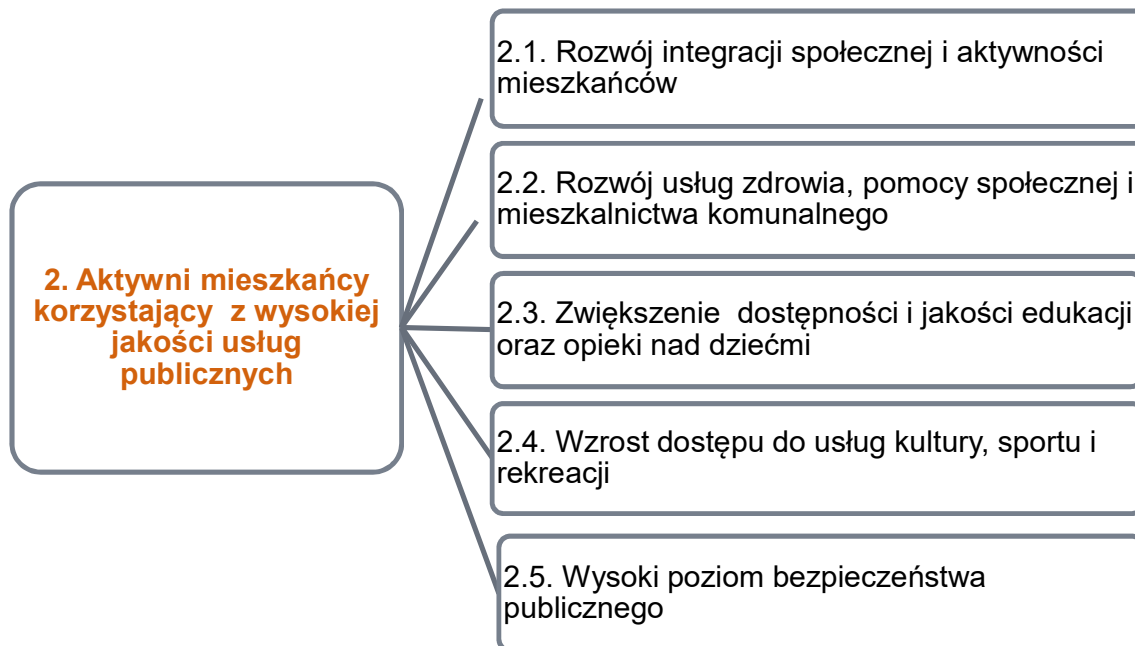 2. Aktywni mieszkańcy
korzystający  z wysokiej
jakości usług
publicznych
2.1. Rozwój integracji społecznej i aktywności
mieszkańców
2.2. Rozwój usług zdrowia, pomocy społecznej i
mieszkalnictwa komunalnego
2.3. Zwiększenie  dostępności i jakości edukacji
oraz opieki nad dziećmi
2.4. Wzrost dostępu do usług kultury, sportu i
rekreacji
2.5. Wysoki poziom bezpieczeństwa
publicznego